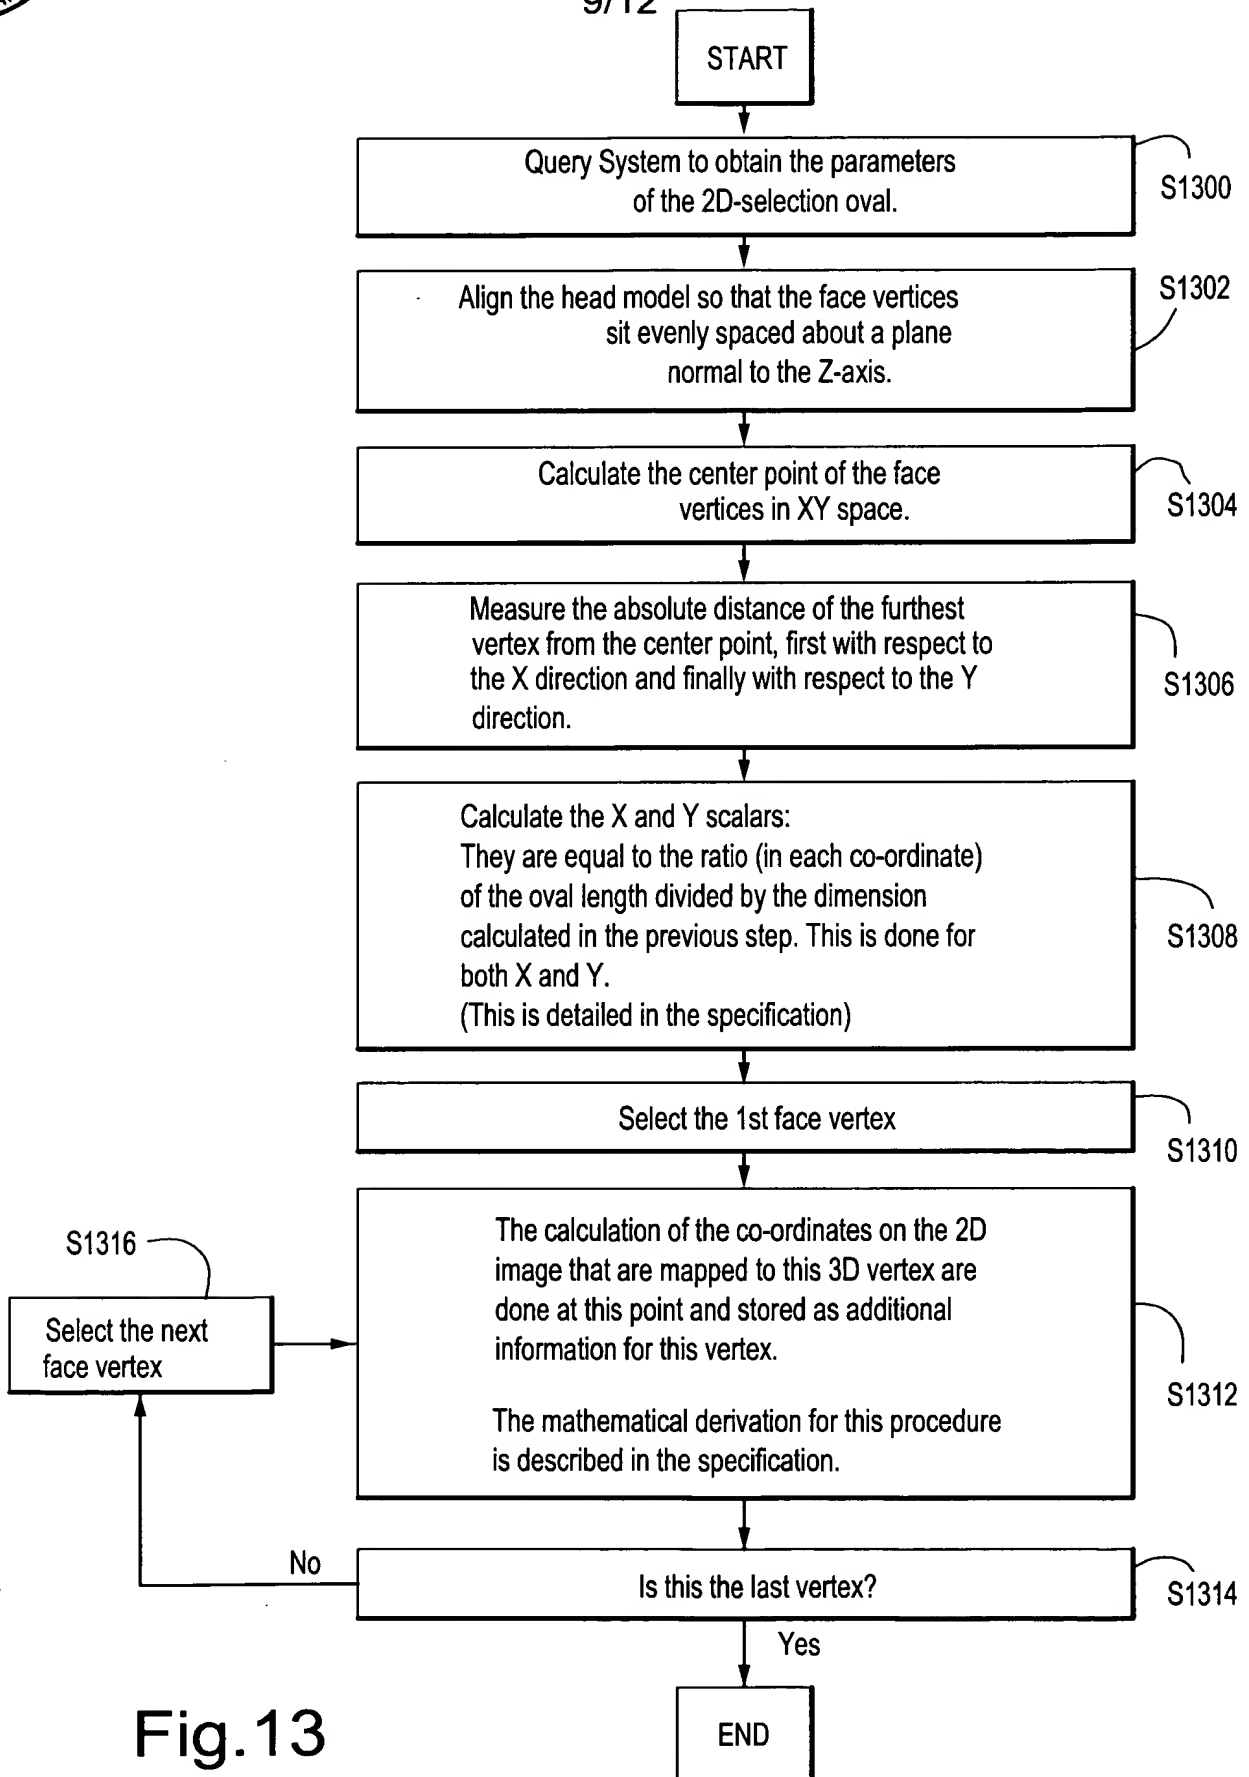 9/12
START
Query System to obtain the parameters
of the 2D-selection oval.
S1300
Align the head model so that the face vertices
sit evenly spaced about a plane
normal to the Z-axis.
S1302
Calculate the center point of the face
vertices in XY space.
S1304
Measure the absolute distance of the furthest
vertex from the center point, first with respect to
the X direction and finally with respect to the Y
direction.
S1306
Calculate the X and Y scalars:
They are equal to the ratio (in each co-ordinate)
of the oval length divided by the dimension
calculated in the previous step. This is done for
both X and Y.
(This is detailed in the specification)
S1308
Select the 1st face vertex
S1310
The calculation of the co-ordinates on the 2D
image that are mapped to this 3D vertex are
done at this point and stored as additional
information for this vertex.
The mathematical derivation for this procedure
is described in the specification.
S1312
S1316
Select the next
face vertex
No
Is this the last vertex?
S1314
Yes
END
Fig.13